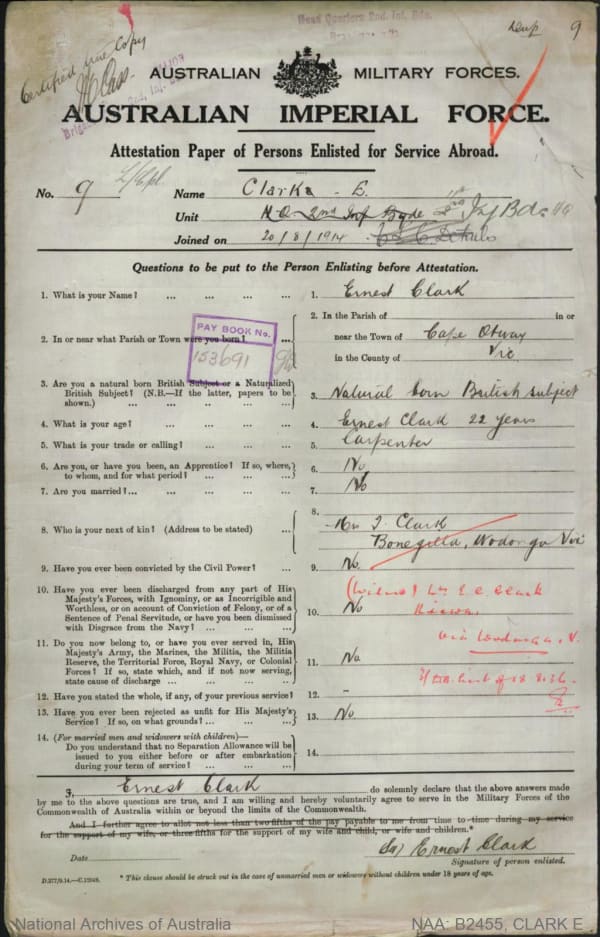 Head Quarters 2nd. Inf. Bde.
9
Certified true Copy
AUSTRALIAN MILITARY FORCES.
AUSTRALIAN IMPERIAL FORCE.
Attestation Paper of Persons Enlisted for Service Abroad.
No. 9 L/Cpl. Name Clark E.
Unit H.Q. 2nd Inf Bgde Inf Bde HQ
Joined on 20/8/1914 Details
Questions to be put to the Person Enlisting before Attestation.
1. What is your Name? ... ... ... ... 1. Ernest Clark
2. In or near what Parish or Town were you born? ... 2. In the Parish of in or
near the Town of Cape Otway
in the County of Vic.
PAY BOOK No.
153691
3. Are you a natural born British Subject or a Naturalized
British Subject? (N.B.—If the latter, papers to be
shown.) ... ... ... ... 3. Natural born British subject
4. What is your age? ... ... ... ... 4. Ernest Clark 22 years
5. What is your trade or calling? ... ... ... 5. Carpenter
6. Are you, or have you been, an Apprentice? If so, where,
to whom, and for what period? ... ... ... 6. No
7. Are you married? ... ... ... ... ... 7. No
8. Who is your next of kin? (Address to be stated) ... 8. Clark
Bonegilla, Wodonga Vic
9. Have you ever been convicted by the Civil Power? ... 9. No.
10. Have you ever been discharged from any part of His
Majesty's Forces, with Ignominy, or as Incorrigible and
Worthless, or on account of Conviction of Felony, or of a
Sentence of Penal Servitude, or have you been dismissed
with Disgrace from the Navy? ... ... ... 10. No
E. C. Clark
via Wodonga. V.
11. Do you now belong to, or have you ever served in, His
Majesty's Army, the Marines, the Militia, the Militia
Reserve, the Territorial Force, Royal Navy, or Colonial
Forces? If so, state which, and if not now serving,
state cause of discharge ... ... ... ... 11. No
12. Have you stated the whole, if any, of your previous service? 12. -
13. Have you ever been rejected as unfit for His Majesty's
Service? If so, on what grounds? ... ... ... 13. No.
14. (For married men and widowers with children)—
Do you understand that no Separation Allowance will be
issued to you either before or after embarkation
during your term of service? ... ... ... 14.
I, Ernest Clark do solemnly declare that the above answers made
by me to the above questions are true, and I am willing and hereby voluntarily agree to serve in the Military Forces of the
Commonwealth of Australia within or beyond the limits of the Commonwealth.
And I further agree to allot not less than two-fifths of the pay payable to me from time to time during my service
for the support of my wife, or three-fifths for the support of my wife and child, or wife and children.*
Ernest Clark
Date Signature of person enlisted.
* This clause should be struck out in the case of unmarried men or widowers without children under 18 years of age.
National Archives of Australia NAA: B2455, CLARK E